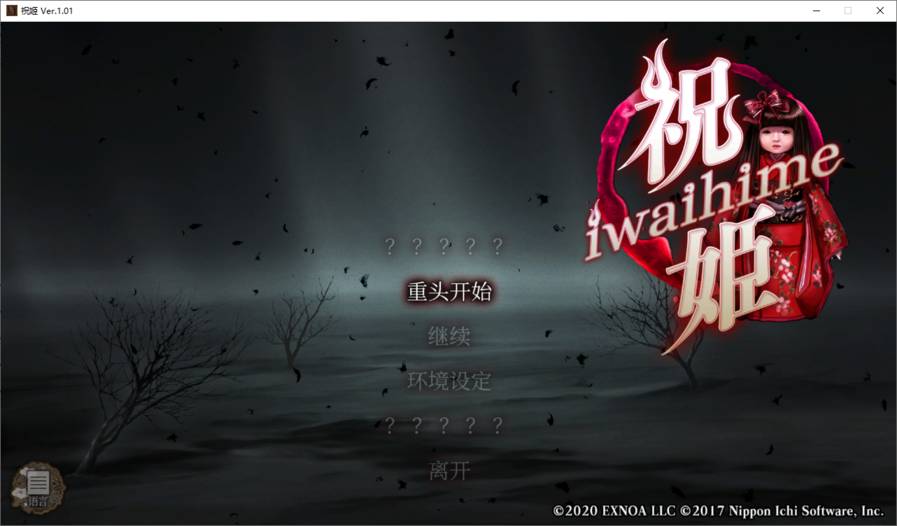 祝姬 Ver.1.01
祝
iwaihime
姫
？？？？？
重头开始
继续
环境设定
？？？？？
离开
语言
©2020 EXNOA LLC ©2017 Nippon Ichi Software, Inc.